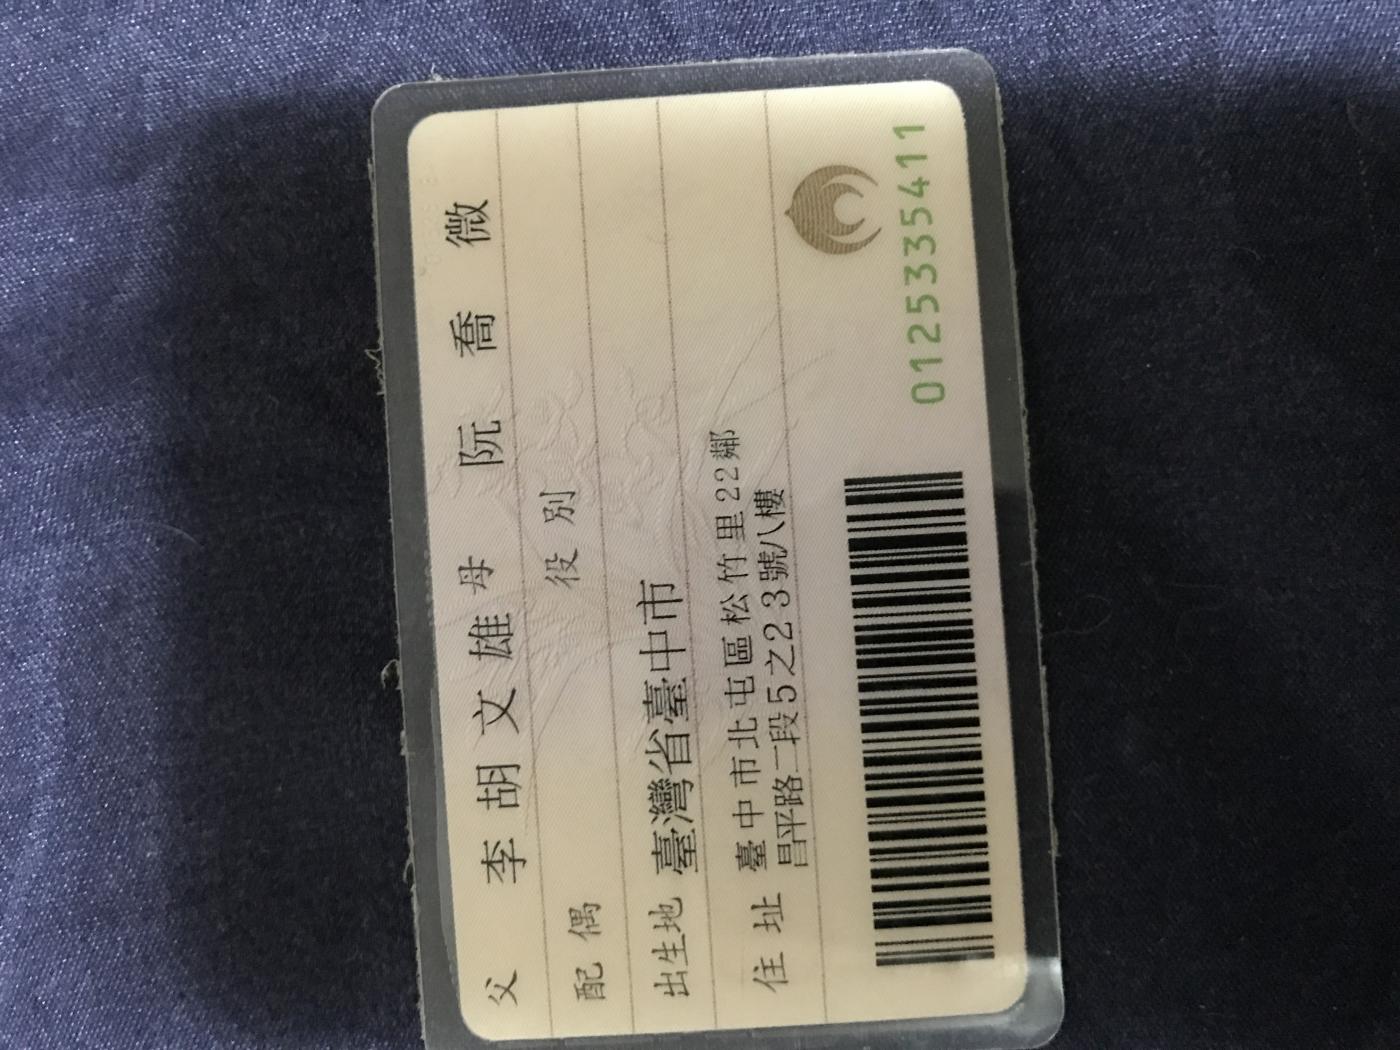 父 李胡文雄 母 阮喬微
配偶 役別
出生地 臺灣省臺中市
住址 臺中市北屯區松竹里22鄰
昌平路二段5之23號八樓
0125335411